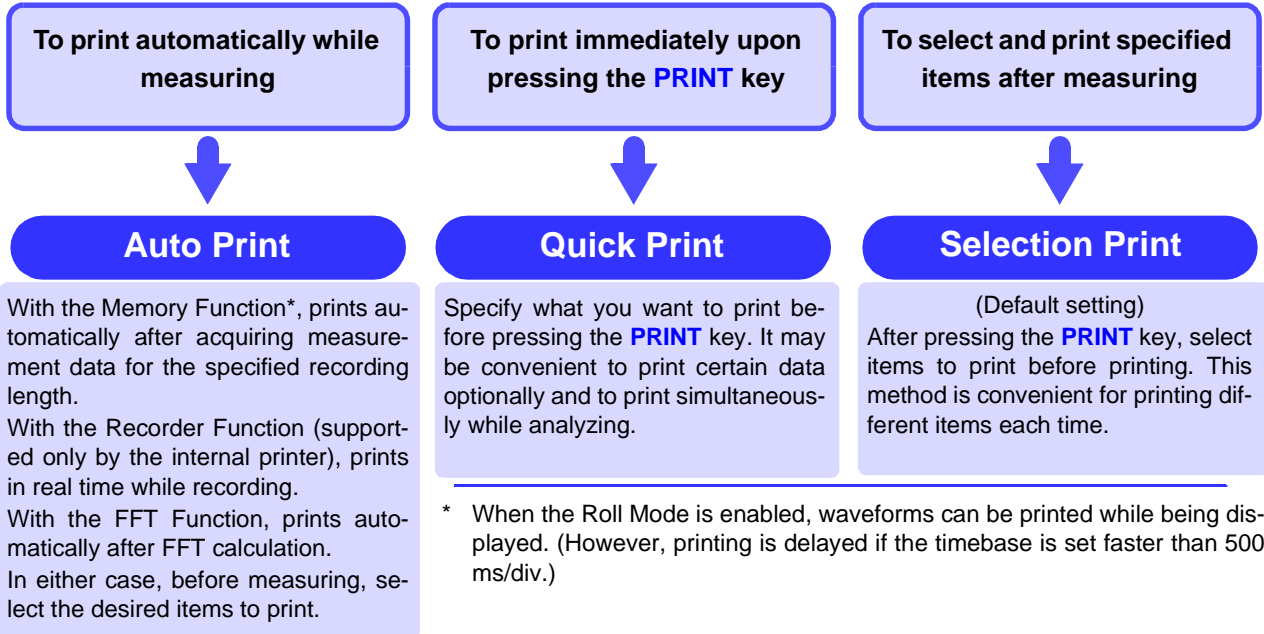 To print automatically while
measuring
To print immediately upon
pressing the PRINT key
To select and print specified
items after measuring
Auto Print
Quick Print
Selection Print
With the Memory Function*, prints au-
tomatically after acquiring measure-
ment data for the specified recording
length.
With the Recorder Function (support-
ed only by the internal printer), prints
in real time while recording.
With the FFT Function, prints auto-
matically after FFT calculation.
In either case, before measuring, se-
lect the desired items to print.
Specify what you want to print be-
fore pressing the PRINT key. It may
be convenient to print certain data
optionally and to print simultaneous-
ly while analyzing.
(Default setting)
After pressing the PRINT key, select
items to print before printing. This
method is convenient for printing dif-
ferent items each time.
* When the Roll Mode is enabled, waveforms can be printed while being dis-
played. (However, printing is delayed if the timebase is set faster than 500
ms/div.)